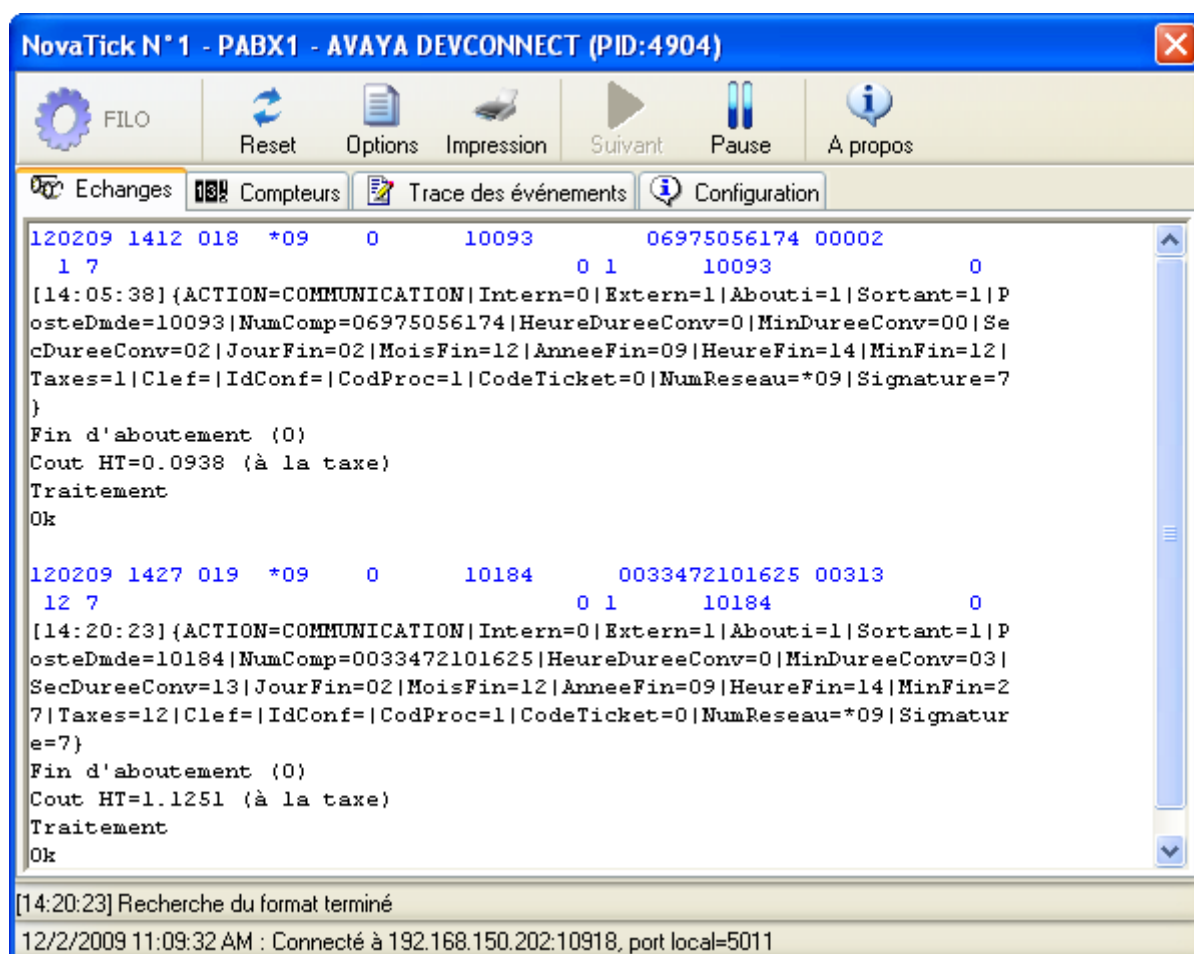 NovaTick N°1 - PABX1 - AVAYA DEVCONNECT (PID:4904)
FILO
Reset Options Impression Suivant Pause A propos
Echanges Compteurs Trace des événements Configuration
120209 1412 018 *09 0 10093 06975056174 00002
1 7 0 1 10093 0
[14:05:38]{ACTION=COMMUNICATION|Intern=0|Extern=1|Abouti=1|Sortant=1|P
osteDmde=10093|NumComp=06975056174|HeureDureeConv=0|MinDureeConv=00|Se
cDureeConv=02|JourFin=02|MoisFin=12|AnneeFin=09|HeureFin=14|MinFin=12|
Taxes=1|Clef=|IdConf=|CodProc=1|CodeTicket=0|NumReseau=*09|Signature=7
}
Fin d'aboutement (0)
Cout HT=0.0938 (à la taxe)
Traitement
Ok
120209 1427 019 *09 0 10184 0033472101625 00313
12 7 0 1 10184 0
[14:20:23]{ACTION=COMMUNICATION|Intern=0|Extern=1|Abouti=1|Sortant=1|P
osteDmde=10184|NumComp=0033472101625|HeureDureeConv=0|MinDureeConv=03|
SecDureeConv=13|JourFin=02|MoisFin=12|AnneeFin=09|HeureFin=14|MinFin=2
7|Taxes=12|Clef=|IdConf=|CodProc=1|CodeTicket=0|NumReseau=*09|Signatur
e=7}
Fin d'aboutement (0)
Cout HT=1.1251 (à la taxe)
Traitement
Ok
[14:20:23] Recherche du format terminé
12/2/2009 11:09:32 AM : Connecté à 192.168.150.202:10918, port local=5011